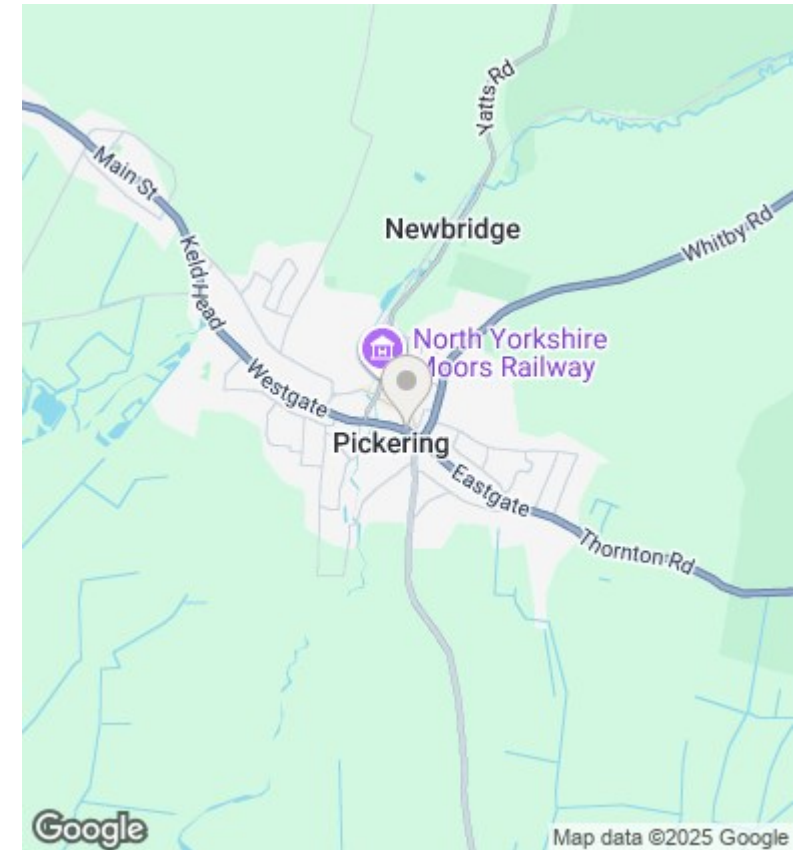 Yatts Rd
Main St
Newbridge
Whitby Rd
Keld Head
North Yorkshire
Moors Railway
Westgate
Pickering
Eastgate
Thornton Rd
Google
Map data ©2025 Google